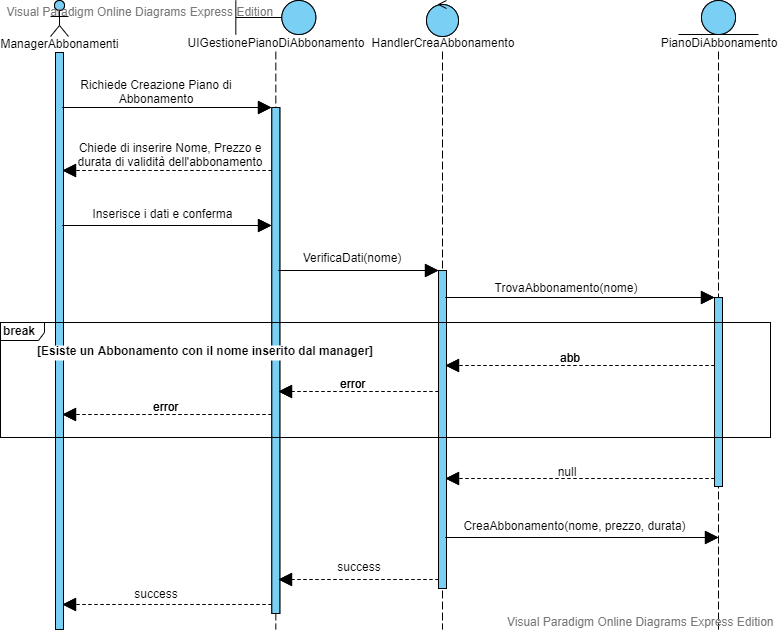 Visual Paradigm Online Diagrams Express Edition
ManagerAbbonamenti
UIGestionePianoDiAbbonamento
HandlerCreaAbbonamento
PianoDiAbbonamento
Richiede Creazione Piano di
Abbonamento
Chiede di inserire Nome, Prezzo e
durata di validità dell'abbonamento
Inserisce i dati e conferma
VerificaDati(nome)
TrovaAbbonamento(nome)
break
[Esiste un Abbonamento con il nome inserito dal manager]
abb
error
error
null
CreaAbbonamento(nome, prezzo, durata)
success
success
Visual Paradigm Online Diagrams Express Edition